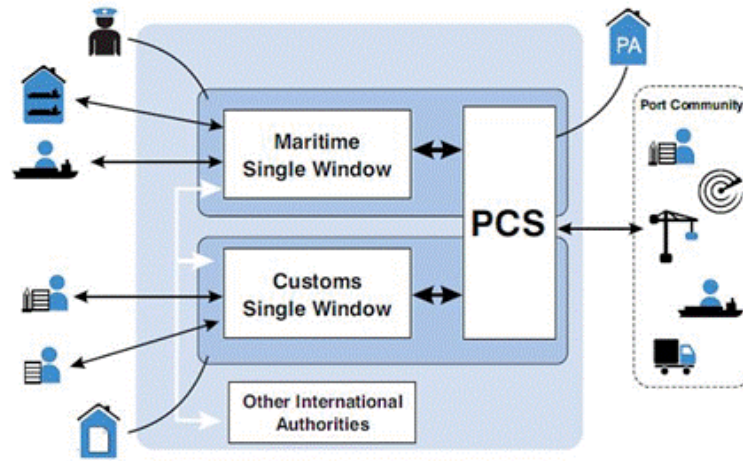 PA
Port Community
Maritime
Single Window
PCS
Customs
Single Window
Other International
Authorities